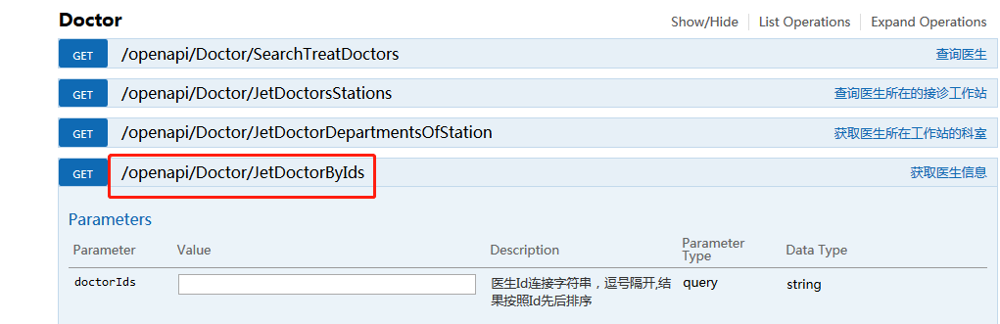 Doctor
Show/Hide
List Operations
Expand Operations
GET /openapi/Doctor/SearchTreatDoctors 查询医生
GET /openapi/Doctor/JetDoctorsStations 查询医生所在的接诊工作站
GET /openapi/Doctor/JetDoctorDepartmentsOfStation 获取医生所在工作站的科室
GET /openapi/Doctor/JetDoctorByIds 获取医生信息
Parameters
Parameter Value Description Parameter Type Data Type
doctorIds 医生Id连接字符串，逗号隔开,结 query string
果按照Id先后排序